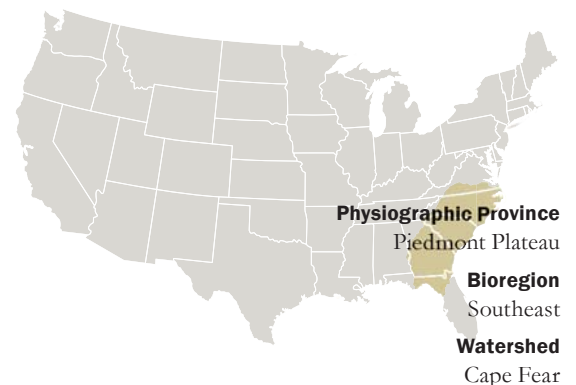 Physiographic Province
Piedmont Plateau
Bioregion
Southeast
Watershed
Cape Fear